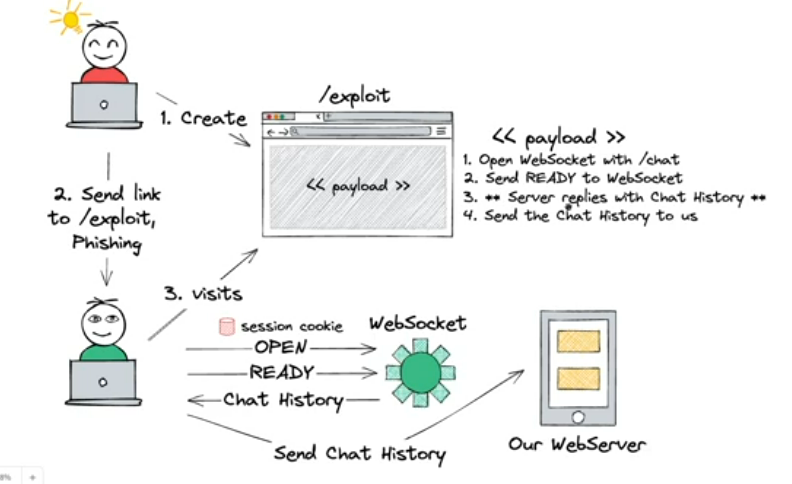 /exploit
1. Create
<< payload >>
<< payload >>
1. Open WebSocket with /chat
2. Send READY to WebSocket
3. ** Server replies with Chat History **
4. Send the Chat History to us
2. Send link
to /exploit,
Phishing
3. visits
session cookie
WebSocket
OPEN
READY
Chat History
Send Chat History
Our WebServer